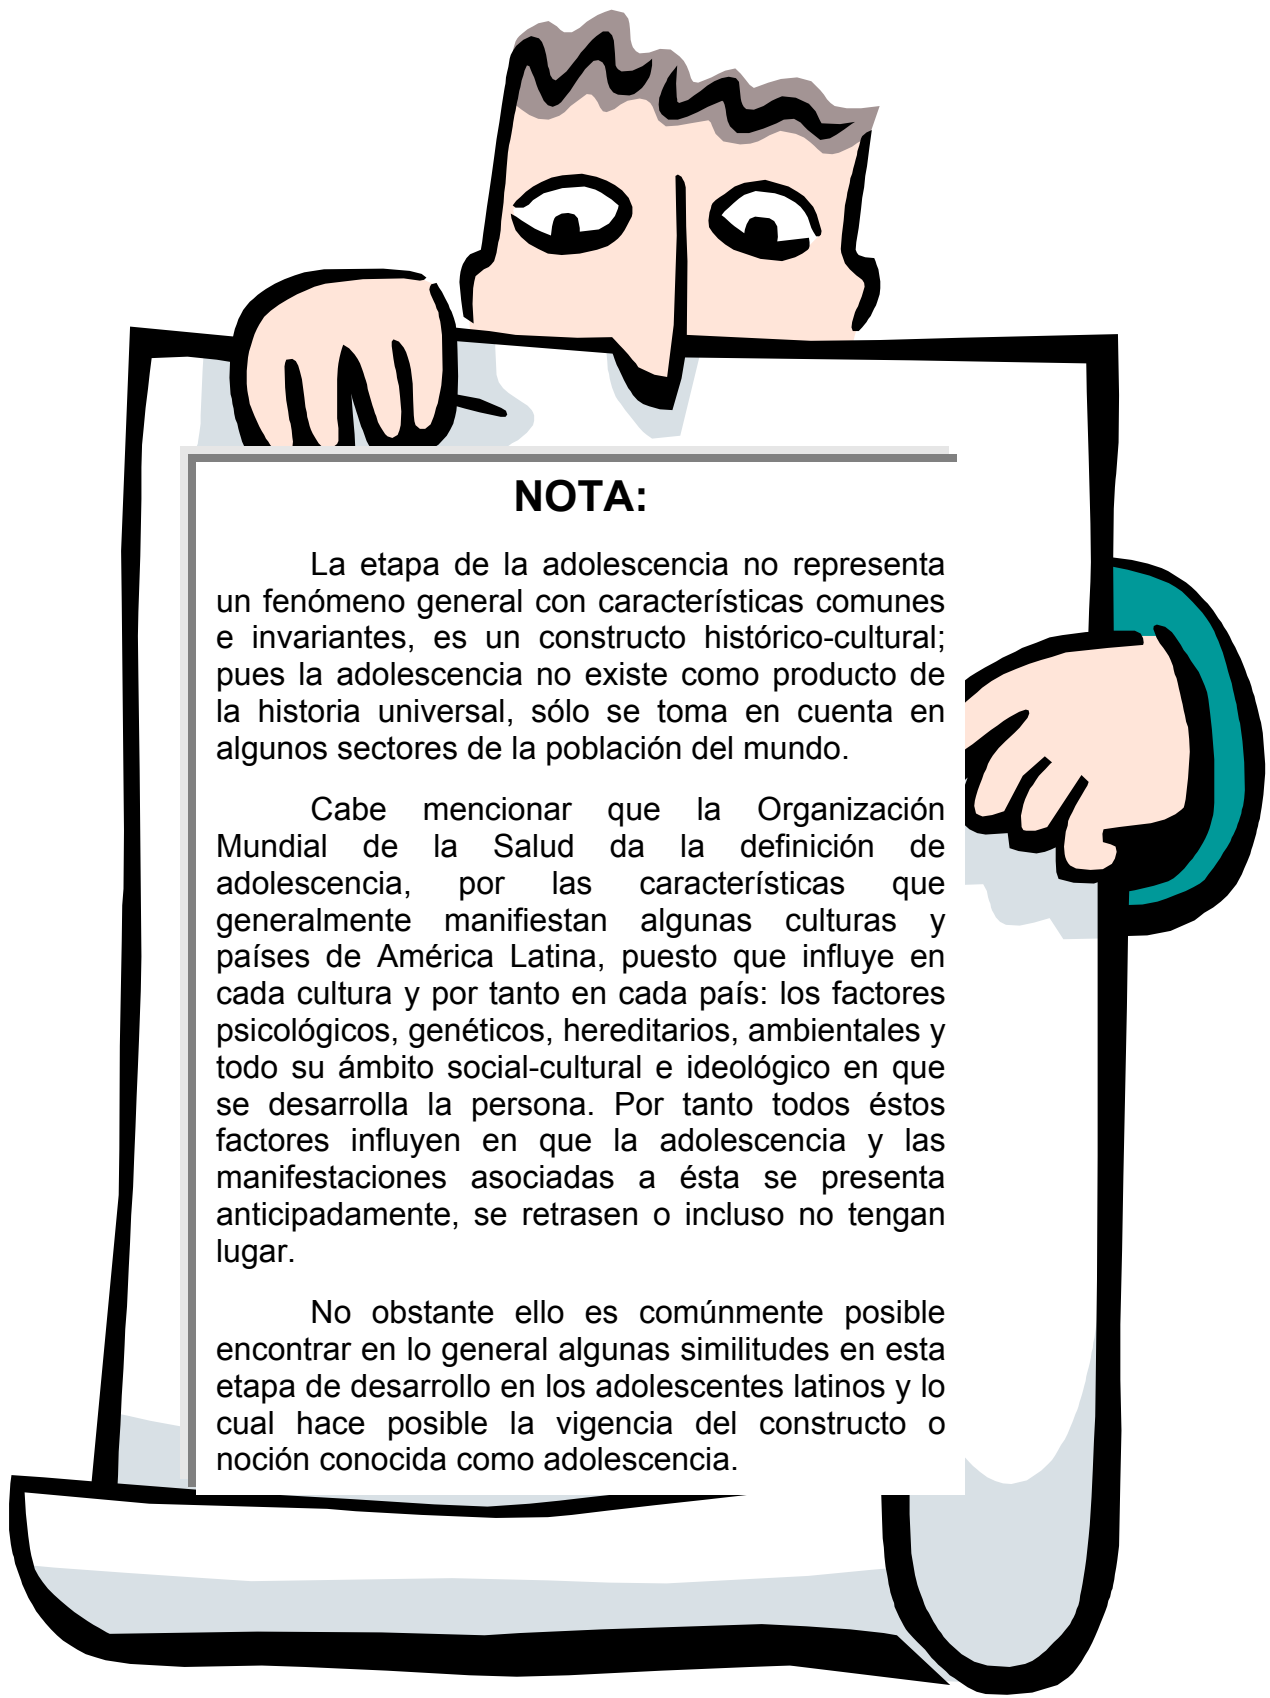 NOTA:
La etapa de la adolescencia no representa
un fenómeno general con características comunes
e invariantes, es un constructo histórico-cultural;
pues la adolescencia no existe como producto de
la historia universal, sólo se toma en cuenta en
algunos sectores de la población del mundo.
Cabe mencionar que la Organización
Mundial de la Salud da la definición de
adolescencia, por las características que
generalmente manifiestan algunas culturas y
países de América Latina, puesto que influye en
cada cultura y por tanto en cada país: los factores
psicológicos, genéticos, hereditarios, ambientales y
todo su ámbito social-cultural e ideológico en que
se desarrolla la persona. Por tanto todos éstos
factores influyen en que la adolescencia y las
manifestaciones asociadas a ésta se presenta
anticipadamente, se retrasen o incluso no tengan
lugar.
No obstante ello es comúnmente posible
encontrar en lo general algunas similitudes en esta
etapa de desarrollo en los adolescentes latinos y lo
cual hace posible la vigencia del constructo o
noción conocida como adolescencia.